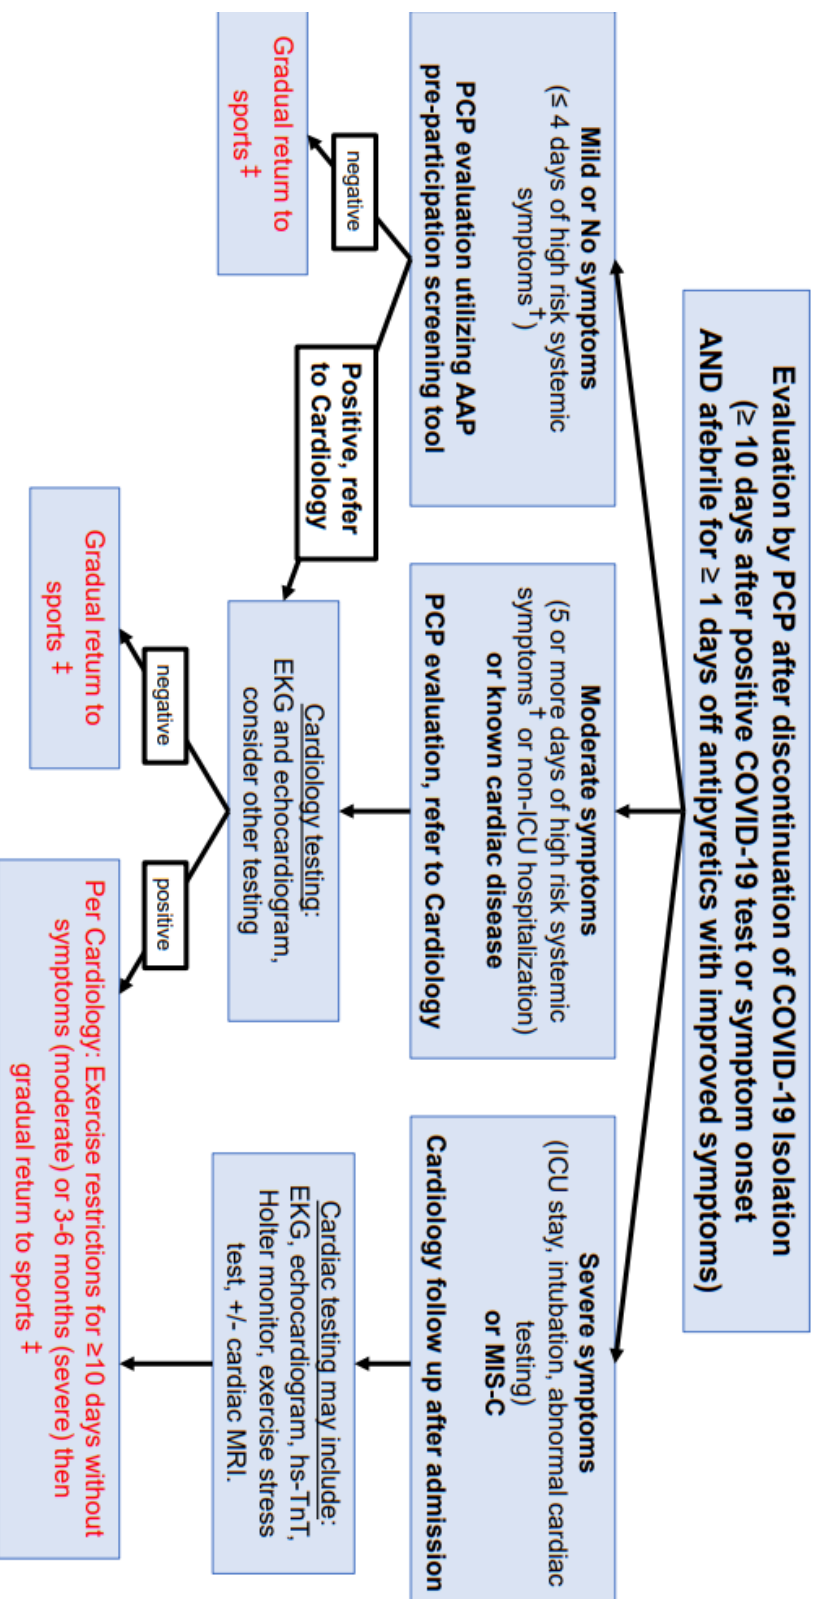 Evaluation by PCP after discontinuation of COVID-19 Isolation
(≥ 10 days after positive COVID-19 test or symptom onset
AND afebrile for ≥ 1 days off antipyretics with improved symptoms)
Mild or No symptoms
(≤ 4 days of high risk systemic
symptoms†)
PCP evaluation utilizing AAP
pre-participation screening tool
Moderate symptoms
(5 or more days of high risk systemic
symptoms† or non-ICU hospitalization)
or known cardiac disease
PCP evaluation, refer to Cardiology
Severe symptoms
(ICU stay, intubation, abnormal cardiac
testing)
or MIS-C
Cardiology follow up after admission
negative
Positive, refer
to Cardiology
Gradual return to
sports ‡
Cardiology testing:
EKG and echocardiogram,
consider other testing
Cardiac testing may include:
EKG, echocardiogram, hs-TnT,
Holter monitor, exercise stress
test, +/- cardiac MRI.
negative
positive
Gradual return to
sports ‡
Per Cardiology: Exercise restrictions for ≥10 days without
symptoms (moderate) or 3-6 months (severe) then
gradual return to sports ‡